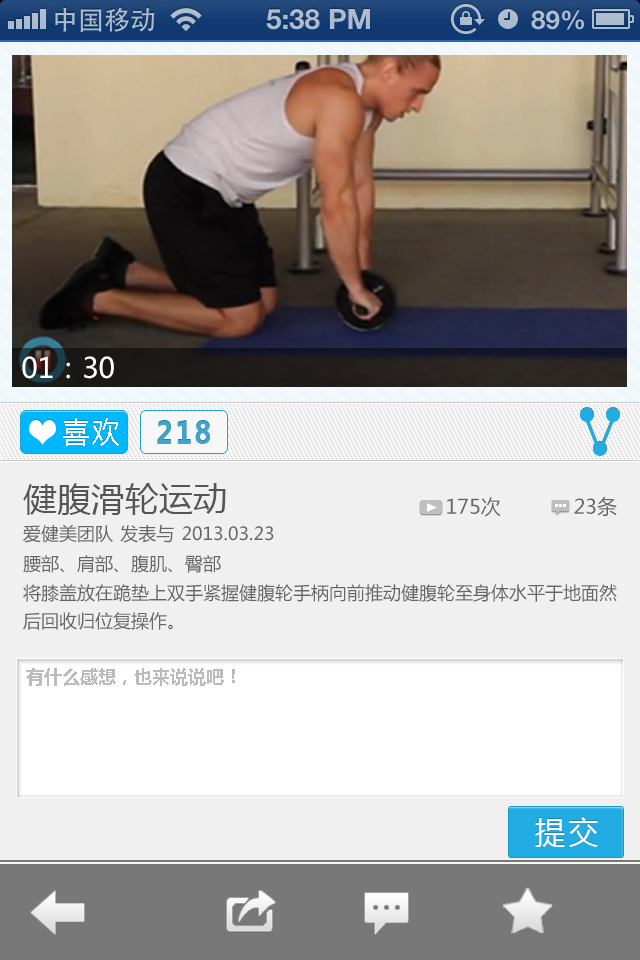 中国移动 5:38 PM 89%
01：30
喜欢 218
健腹滑轮运动
175次 23条
爱健美团队 发表与 2013.03.23
腰部、肩部、腹肌、臀部
将膝盖放在跪垫上双手紧握健腹轮手柄向前推动健腹轮至身体水平于地面然
后回收归位复操作。
有什么感想，也来说说吧！
提交